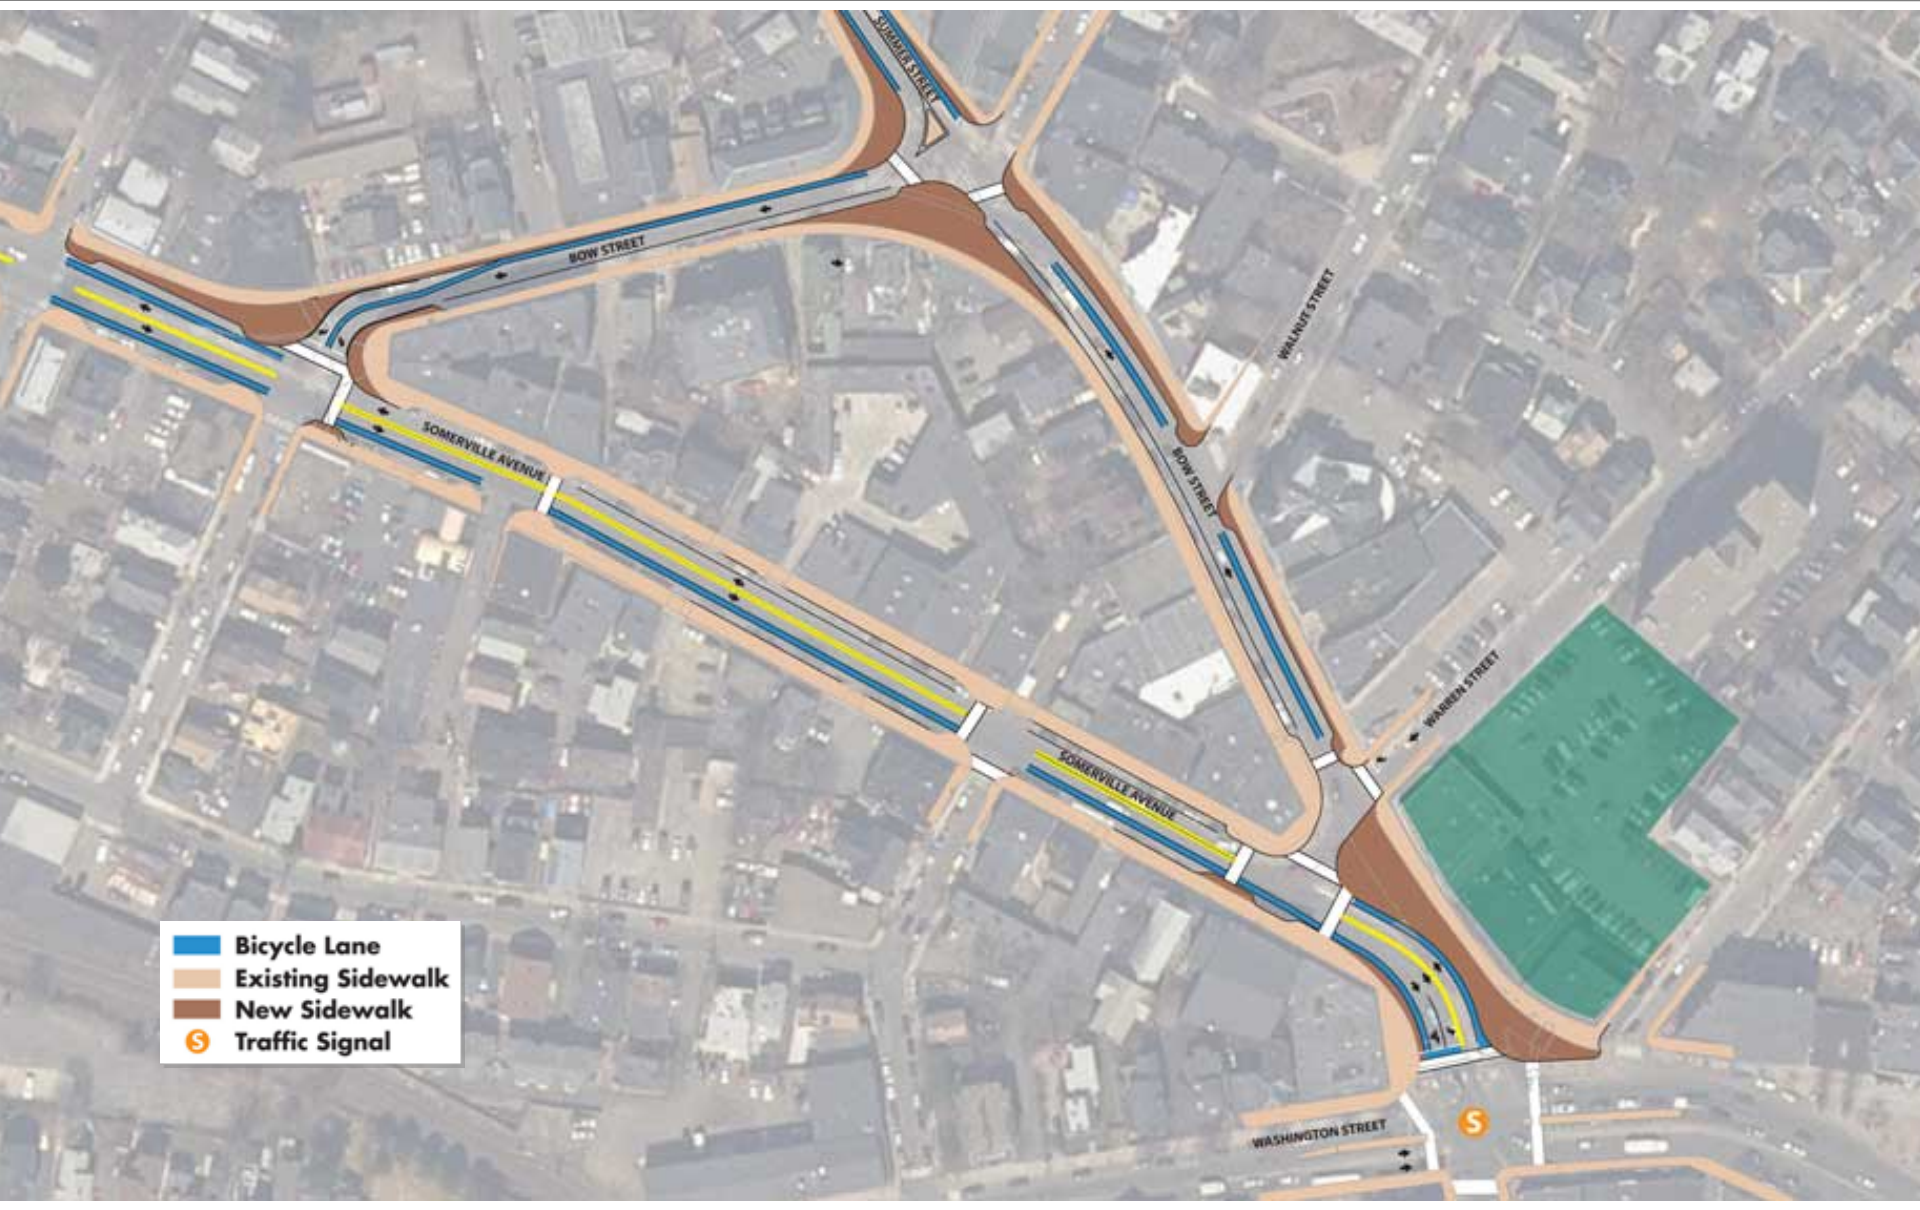 SUMMER STREET
BOW STREET
WALNUT STREET
SOMERVILLE AVENUE
BOW STREET
WARREN STREET
SOMERVILLE AVENUE
Bicycle Lane
Existing Sidewalk
New Sidewalk
S Traffic Signal
S
WASHINGTON STREET